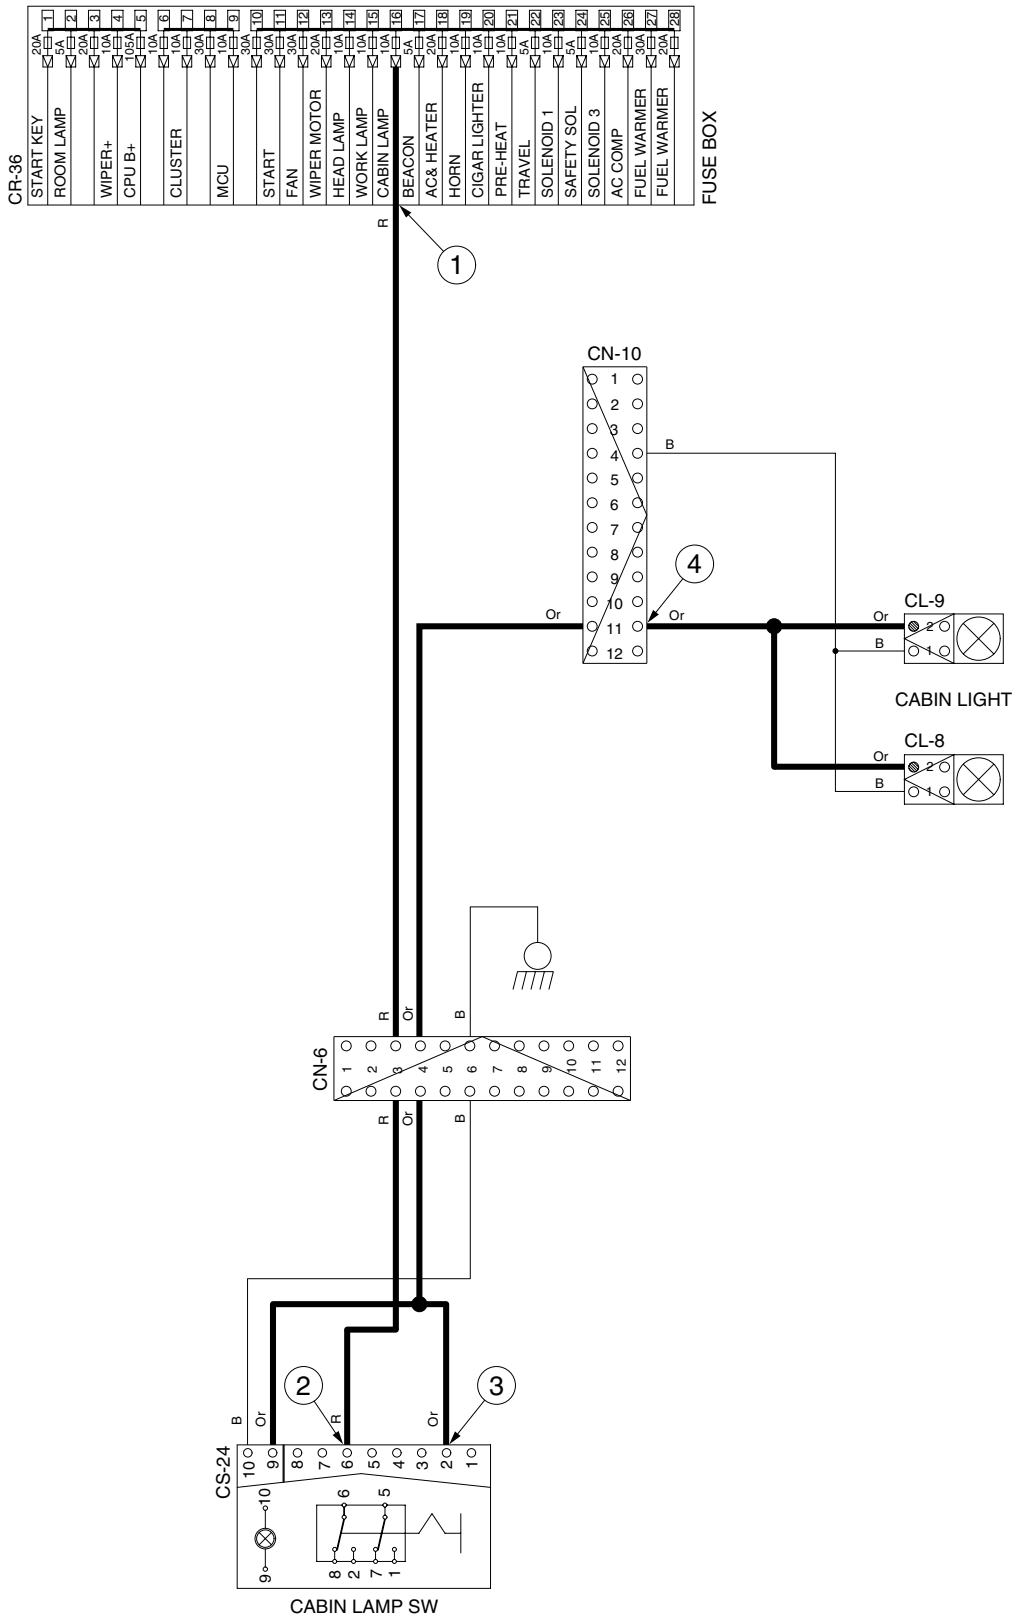 CR-36
1 2 3 4 5 6 7 8 9 10 11 12 13 14 15 16 17 18 19 20 21 22 23 24 25 26 27 28
20A 5A 20A 10A 105A 10A 10A 30A 10A 30A 30A 30A 20A 10A 10A 10A 5A 20A 10A 10A 10A 5A 10A 5A 10A 20A 30A 20A
START KEY
ROOM LAMP
WIPER+
CPU B+
CLUSTER
MCU
START
FAN
WIPER MOTOR
HEAD LAMP
WORK LAMP
CABIN LAMP
BEACON
AC& HEATER
HORN
CIGAR LIGHTER
PRE-HEAT
TRAVEL
SOLENOID 1
SAFETY SOL
SOLENOID 3
AC COMP
FUEL WARMER
FUEL WARMER
FUSE BOX
R
1
CN-10
1
2
3
4 B
5
6
7
8
9
10
Or 11 Or
12
4
CL-9
Or 2
B 1
CABIN LIGHT
CL-8
Or 2
B 1
R Or B
CN-6
1 2 3 4 5 6 7 8 9 10 11 12
R Or B
2 3
B Or R Or
CS-24
10 9 8 7 6 5 4 3 2 1
10 6 5
9 8 2 7 1
CABIN LAMP SW